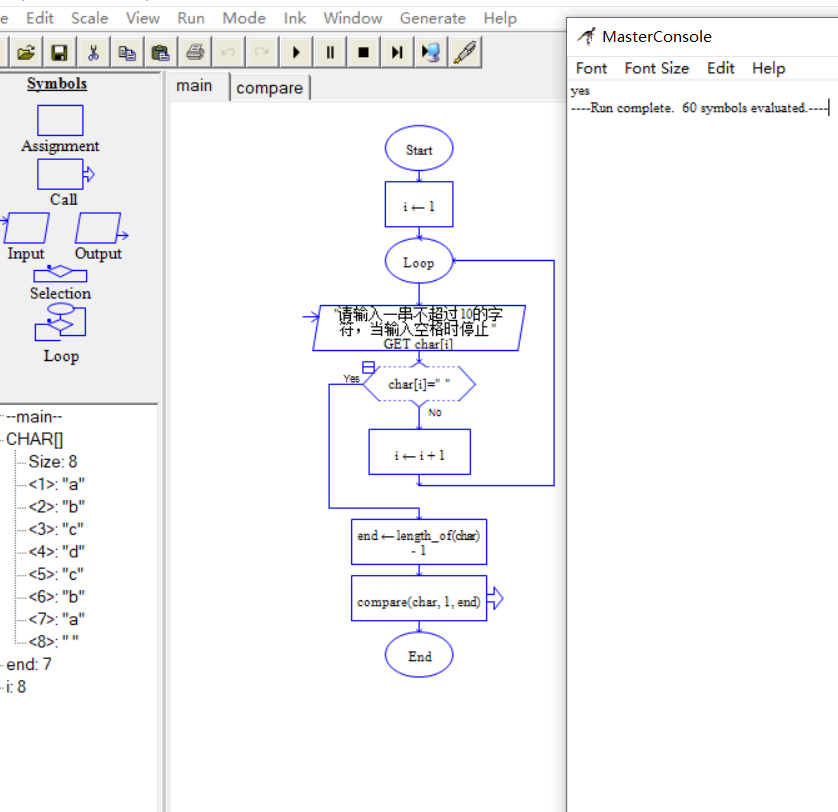 e Edit Scale View Run Mode Ink Window Generate Help
Symbols
Assignment
Call
Input Output
Selection
Loop
--main--
CHAR[]
Size: 8
<1>: "a"
<2>: "b"
<3>: "c"
<4>: "d"
<5>: "c"
<6>: "b"
<7>: "a"
<8>: " "
end: 7
i: 8
main compare
Start
i ← 1
Loop
"请输入一串不超过10的字
符，当输入空格时停止"
GET char[i]
Yes
char[i]=" "
No
i ← i + 1
end ← length_of(char)
- 1
compare(char, 1, end)
End
MasterConsole
Font Font Size Edit Help
yes
----Run complete. 60 symbols evaluated.----